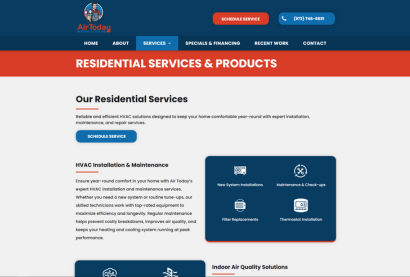 AirToday
SCHEDULE SERVICE
HOME ABOUT SERVICES SPECIALS & FINANCING RECENT WORK CONTACT
RESIDENTIAL SERVICES & PRODUCTS
Our Residential Services
Reliable and efficient HVAC solutions designed to keep your home comfortable year-round with expert installation,
maintenance, and repair services.
SCHEDULE SERVICE
HVAC Installation & Maintenance
Ensure year-round comfort in your home with Air Today's
expert HVAC installation and maintenance services.
Whether you need a new system or routine tune-ups, our
skilled technicians work with top-rated equipment to
maximize efficiency and longevity. Regular maintenance
helps prevent costly breakdowns, improves air quality, and
keeps your heating and cooling system running at peak
performance.
New System Installations
Maintenance & Check-ups
Filter Replacements
Thermostat Installation
Indoor Air Quality Solutions